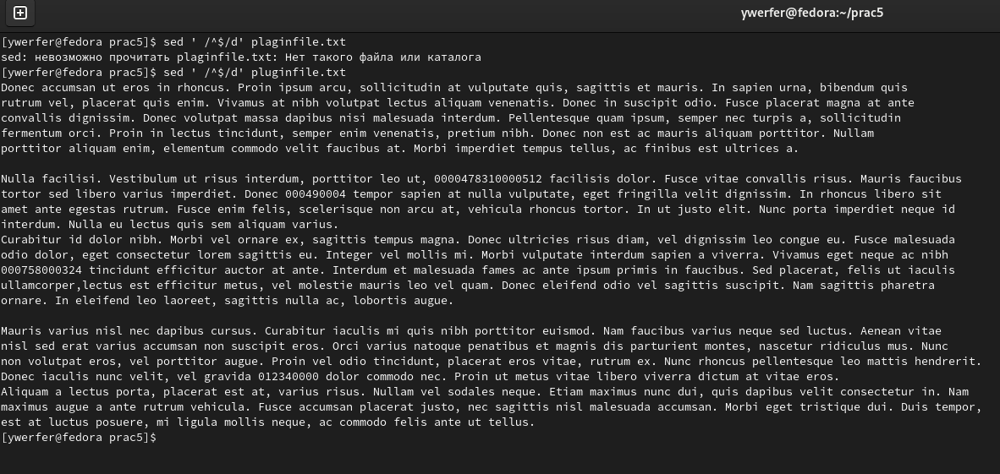 ywerfer@fedora:~/prac5
[ywerfer@fedora prac5]$ sed ' /^$/d' plaginfile.txt
sed: невозможно прочитать plaginfile.txt: Нет такого файла или каталога
[ywerfer@fedora prac5]$ sed ' /^$/d' pluginfile.txt
Donec accumsan ut eros in rhoncus. Proin ipsum arcu, sollicitudin at vulputate quis, sagittis et mauris. In sapien urna, bibendum quis
rutrum vel, placerat quis enim. Vivamus at nibh volutpat lectus aliquam venenatis. Donec in suscipit odio. Fusce placerat magna at ante
convallis dignissim. Donec volutpat massa dapibus nisi malesuada interdum. Pellentesque quam ipsum, semper nec turpis a, sollicitudin
fermentum orci. Proin in lectus tincidunt, semper enim venenatis, pretium nibh. Donec non est ac mauris aliquam porttitor. Nullam
porttitor aliquam enim, elementum commodo velit faucibus at. Morbi imperdiet tempus tellus, ac finibus est ultrices a.

Nulla facilisi. Vestibulum ut risus interdum, porttitor leo ut, 0000478310000512 facilisis dolor. Fusce vitae convallis risus. Mauris faucibus
tortor sed libero varius imperdiet. Donec 000490004 tempor sapien at nulla vulputate, eget fringilla velit dignissim. In rhoncus libero sit
amet ante egestas rutrum. Fusce enim felis, scelerisque non arcu at, vehicula rhoncus tortor. In ut justo elit. Nunc porta imperdiet neque id
interdum. Nulla eu lectus quis sem aliquam varius.
Curabitur id dolor nibh. Morbi vel ornare ex, sagittis tempus magna. Donec ultricies risus diam, vel dignissim leo congue eu. Fusce malesuada
odio dolor, eget consectetur lorem sagittis eu. Integer vel mollis mi. Morbi vulputate interdum sapien a viverra. Vivamus eget neque ac nibh
000758000324 tincidunt efficitur auctor at ante. Interdum et malesuada fames ac ante ipsum primis in faucibus. Sed placerat, felis ut iaculis
ullamcorper,lectus est efficitur metus, vel molestie mauris leo vel quam. Donec eleifend odio vel sagittis suscipit. Nam sagittis pharetra
ornare. In eleifend leo laoreet, sagittis nulla ac, lobortis augue.

Mauris varius nisl nec dapibus cursus. Curabitur iaculis mi quis nibh porttitor euismod. Nam faucibus varius neque sed luctus. Aenean vitae
nisl sed erat varius accumsan non suscipit eros. Orci varius natoque penatibus et magnis dis parturient montes, nascetur ridiculus mus. Nunc
non volutpat eros, vel porttitor augue. Proin vel odio tincidunt, placerat eros vitae, rutrum ex. Nunc rhoncus pellentesque leo mattis hendrerit.
Donec iaculis nunc velit, vel gravida 012340000 dolor commodo nec. Proin ut metus vitae libero viverra dictum at vitae eros.
Aliquam a lectus porta, placerat est at, varius risus. Nullam vel sodales neque. Etiam maximus nunc dui, quis dapibus velit consectetur in. Nam
maximus augue a ante rutrum vehicula. Fusce accumsan placerat justo, nec sagittis nisl malesuada accumsan. Morbi eget tristique dui. Duis tempor,
est at luctus posuere, mi ligula mollis neque, ac commodo felis ante ut tellus.
[ywerfer@fedora prac5]$